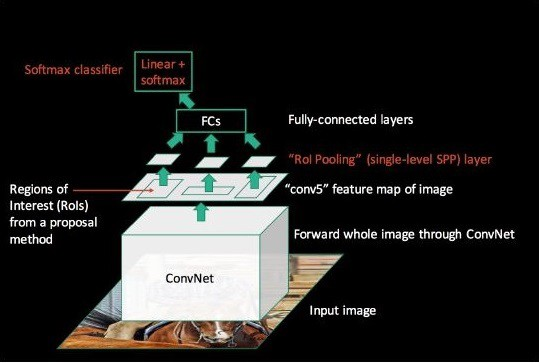 Softmax classifier
Linear +
softmax
FCs
Fully-connected layers
"RoI Pooling" (single-level SPP) layer
Regions of
Interest (RoIs)
from a proposal
method
"conv5" feature map of image
Forward whole image through ConvNet
ConvNet
Input image